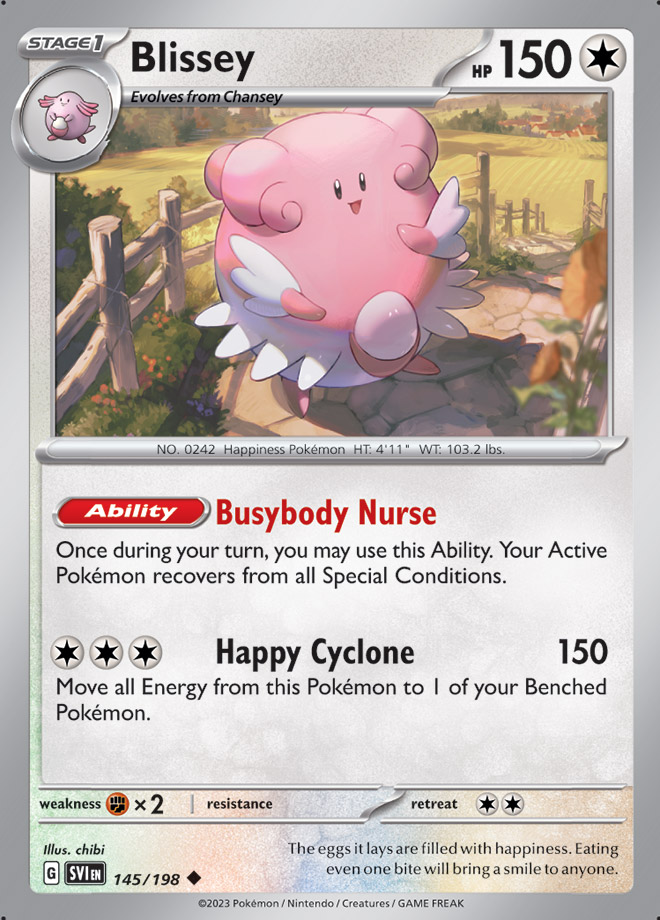 STAGE1
Blissey
HP 150
Evolves from Chansey
NO. 0242 Happiness Pokémon HT: 4'11" WT: 103.2 lbs.
Ability Busybody Nurse
Once during your turn, you may use this Ability. Your Active
Pokémon recovers from all Special Conditions.
Happy Cyclone 150
Move all Energy from this Pokémon to 1 of your Benched
Pokémon.
weakness ×2 resistance retreat
Illus. chibi
The eggs it lays are filled with happiness. Eating
even one bite will bring a smile to anyone.
G SVI EN 145/198
©2023 Pokémon / Nintendo / Creatures / GAME FREAK